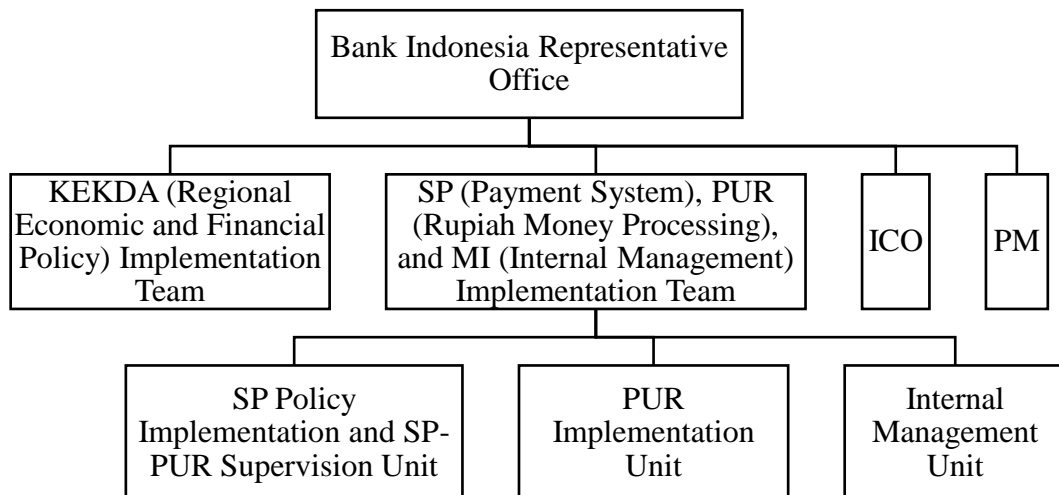 Bank Indonesia Representative
Office
KEKDA (Regional
Economic and Financial
Policy) Implementation
Team
SP (Payment System), PUR
(Rupiah Money Processing),
and MI (Internal Management)
Implementation Team
ICO
PM
SP Policy
Implementation and SP-
PUR Supervision Unit
PUR
Implementation
Unit
Internal
Management
Unit